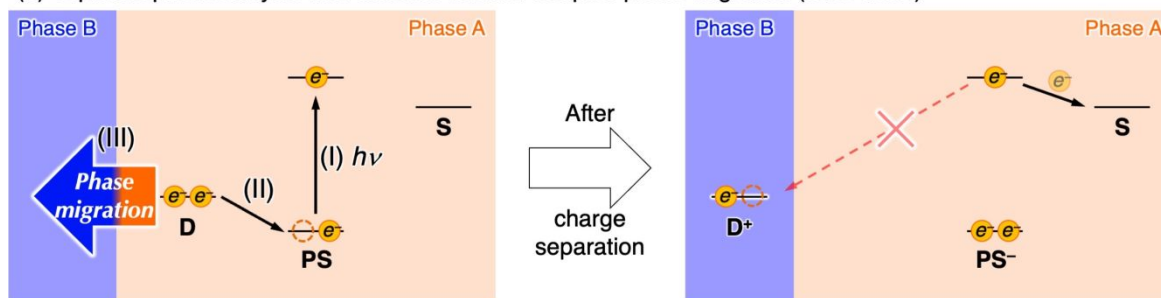 Phase B
Phase A
e⁻
S
(III)
(I) hν
Phase
migration
e⁻ e⁻
(II)
D
e⁻
PS
After
charge
separation
Phase B
Phase A
e⁻
e⁻
S
e⁻
D⁺
e⁻ e⁻
PS⁻